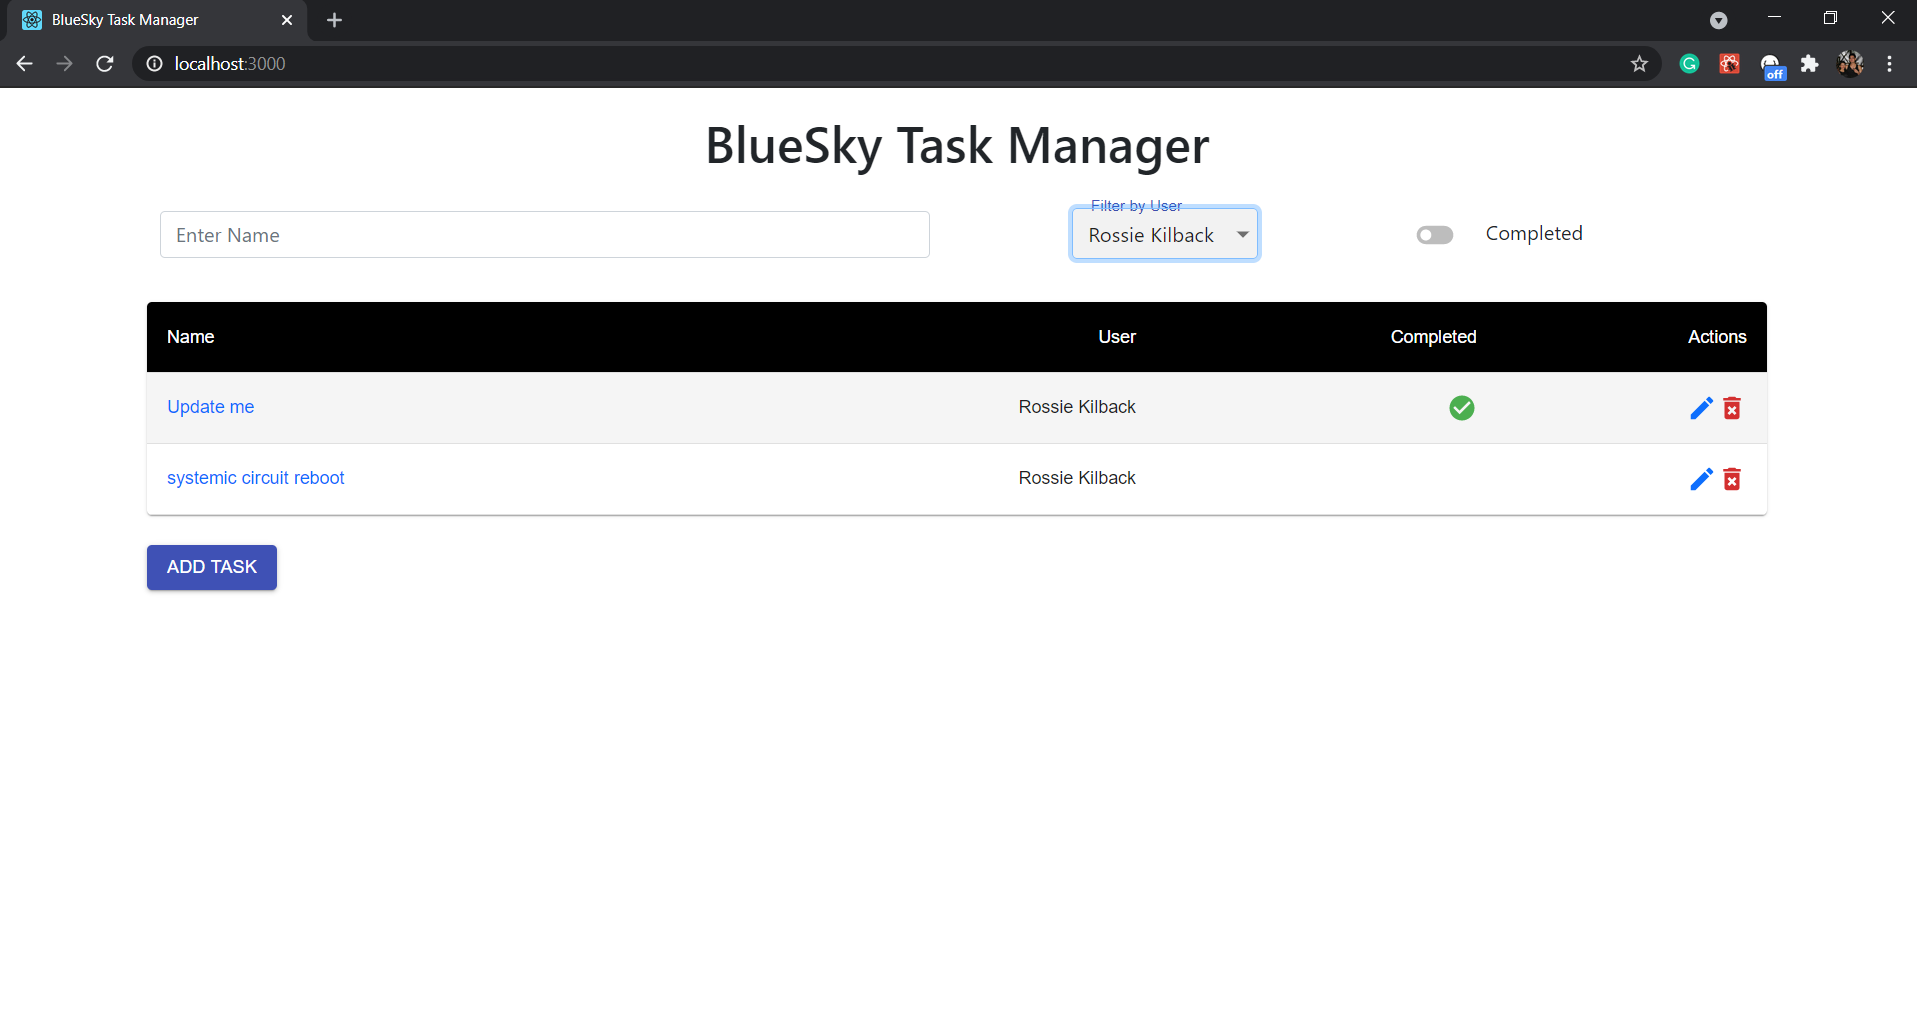 BlueSky Task Manager
localhost:3000
off
BlueSky Task Manager
Filter by User
Enter Name
Rossie Kilback
Completed
Name User Completed Actions
Update me Rossie Kilback
systemic circuit reboot Rossie Kilback
ADD TASK